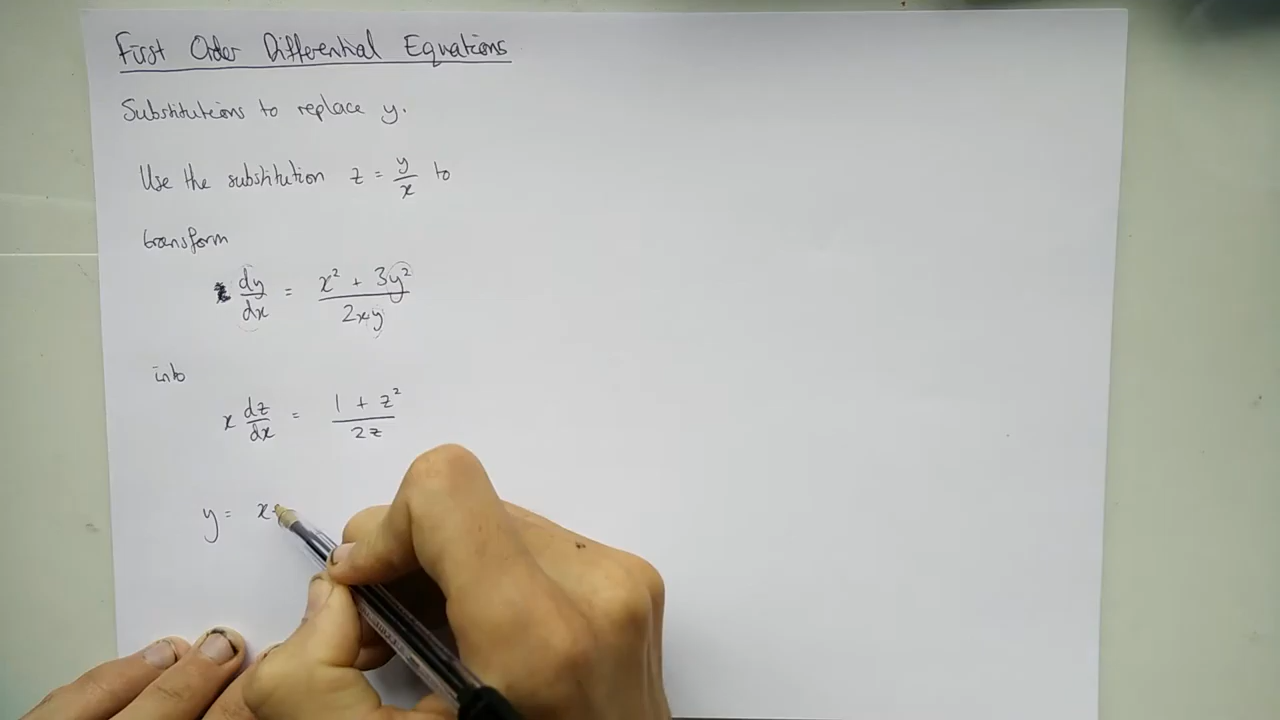 First Order Differential Equations
Substitutions to replace y.
Use the substitution z = y/x to
transform
dy/dx = (x² + 3y²)/(2xy)
into
x dz/dx = (1 + z²)/(2z)
y = x